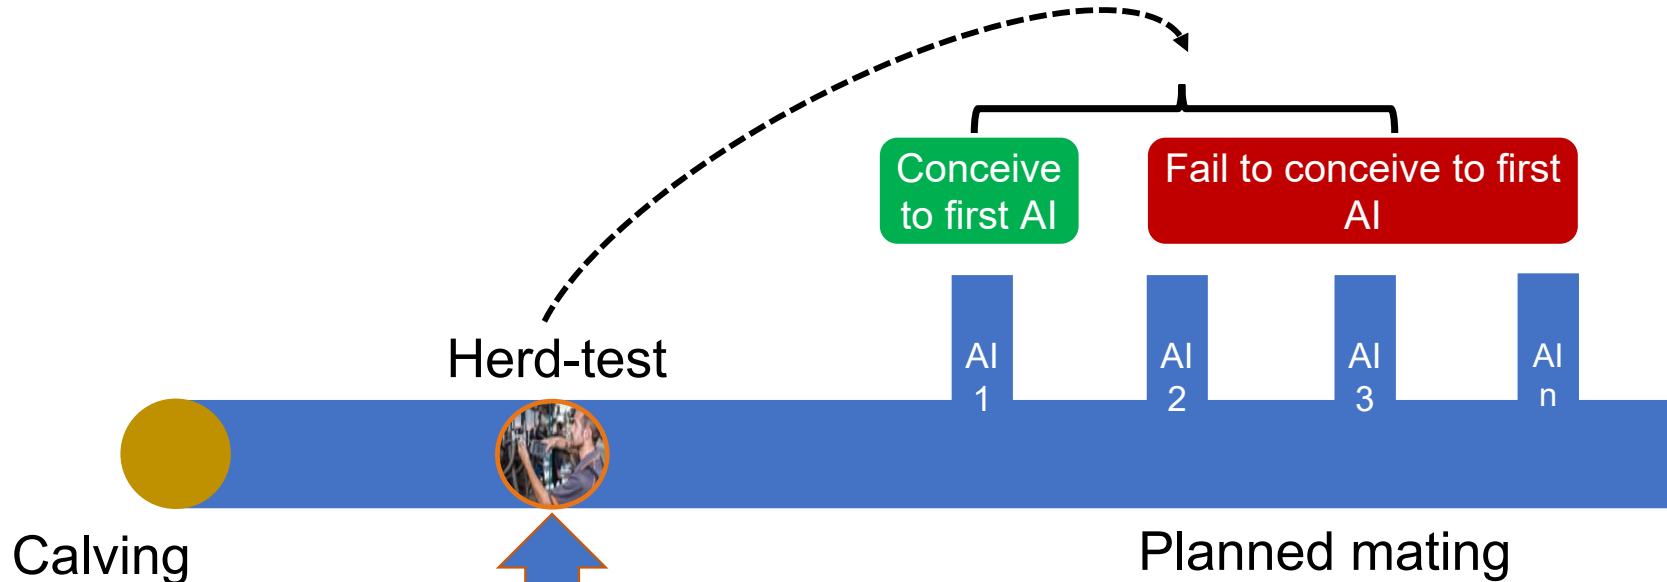 Conceive
to first AI
Fail to conceive to first
AI
Herd-test
AI
1
AI
2
AI
3
AI
n
Calving
Planned mating